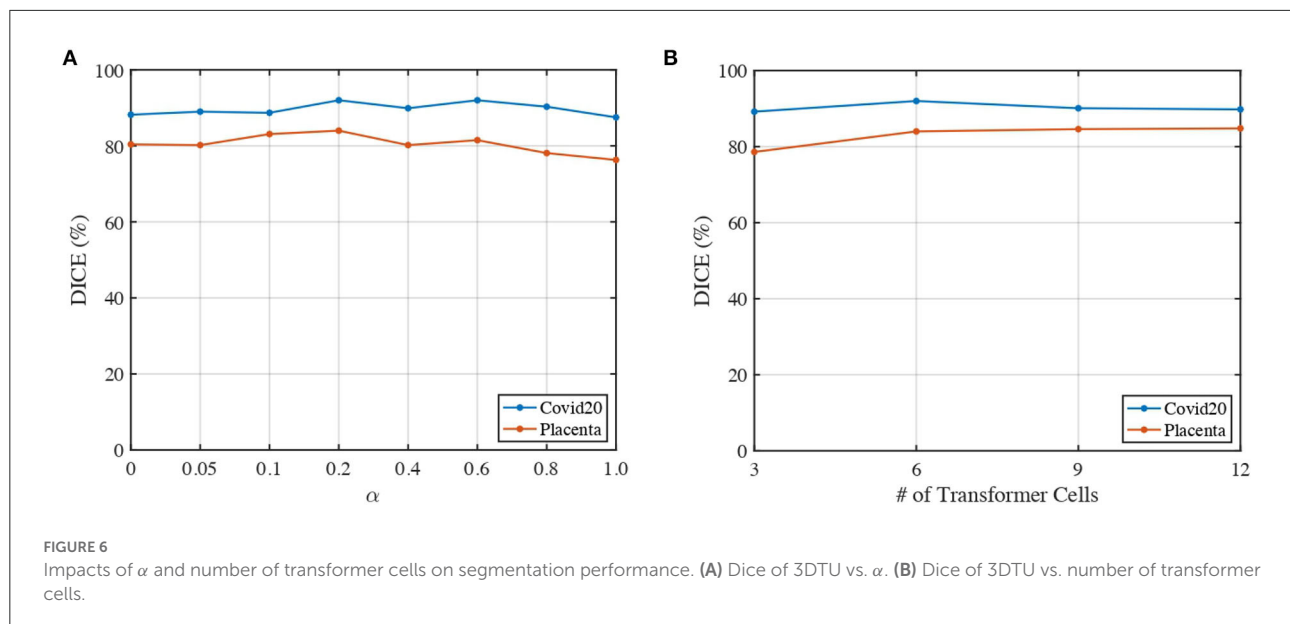 A
100
80
60
40
20
0
DICE (%)
0 0.05 0.1 0.2 0.4 0.6 0.8 1.0
α
Covid20
Placenta
B
100
80
60
40
20
0
DICE (%)
3 6 9 12
# of Transformer Cells
Covid20
Placenta
FIGURE 6
Impacts of α and number of transformer cells on segmentation performance. (A) Dice of 3DTU vs. α. (B) Dice of 3DTU vs. number of transformer
cells.